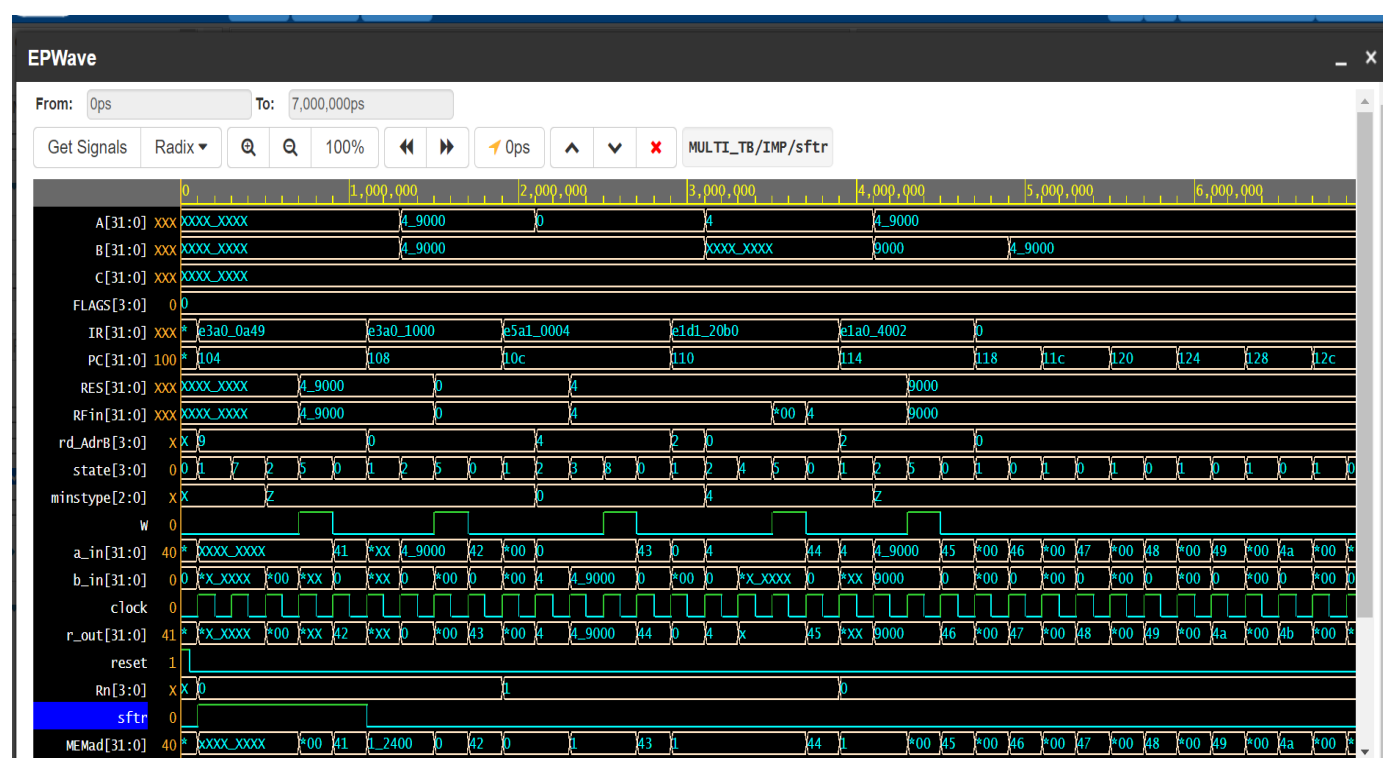 EPWave
From: 0ps To: 7,000,000ps
Get Signals Radix 100% 0ps MULTI_TB/IMP/sftr
0 1,000,000 2,000,000 3,000,000 4,000,000 5,000,000 6,000,000
A[31:0] XXX XXXX_XXXX 4_9000 0 4 4_9000
B[31:0] XXX XXXX_XXXX 4_9000 XXXX_XXXX 9000 4_9000
C[31:0] XXX XXXX_XXXX
FLAGS[3:0] 0 0
IR[31:0] XXX * e3a0_0a49 e3a0_1000 e5a1_0004 e1d1_20b0 e1a0_4002 0
PC[31:0] 100 * 104 108 10c 110 114 118 11c 120 124 128 12c
RES[31:0] XXX XXXX_XXXX 4_9000 0 4 9000
RFin[31:0] XXX XXXX_XXXX 4_9000 0 4 *00 4 9000
rd_AdrB[3:0] X X 9 0 4 2 0 2 0
state[3:0] 0 0 1 7 2 5 0 1 2 5 0 1 2 3 8 0 1 2 4 5 0 1 2 5 0 1 0 1 0 1 0 1 0 1 0 1 0
minstype[2:0] X X Z 0 4 Z
W 0
a_in[31:0] 40 * XXXX_XXXX 41 *XX 4_9000 42 *00 0 43 0 4 44 4 4_9000 45 *00 46 *00 47 *00 48 *00 49 *00 4a *00 *
b_in[31:0] 0 0 *X_XXXX *00 *XX 0 *XX 0 *00 0 *00 4 4_9000 0 *00 0 *X_XXXX 0 *XX 9000 0 *00 0 *00 0 *00 0 *00 0 *00 0 *00 0
clock 0
r_out[31:0] 41 * *X_XXXX *00 *XX 42 *XX 0 *00 43 *00 4 4_9000 44 0 4 X 45 *XX 9000 46 *00 47 *00 48 *00 49 *00 4a *00 4b *00 *
reset 1
Rn[3:0] X X 0 1 0
sftr 0
MEMad[31:0] 40 * XXXX_XXXX *00 41 1_2400 0 42 0 1 43 1 44 1 *00 45 *00 46 *00 47 *00 48 *00 49 *00 4a *00 *